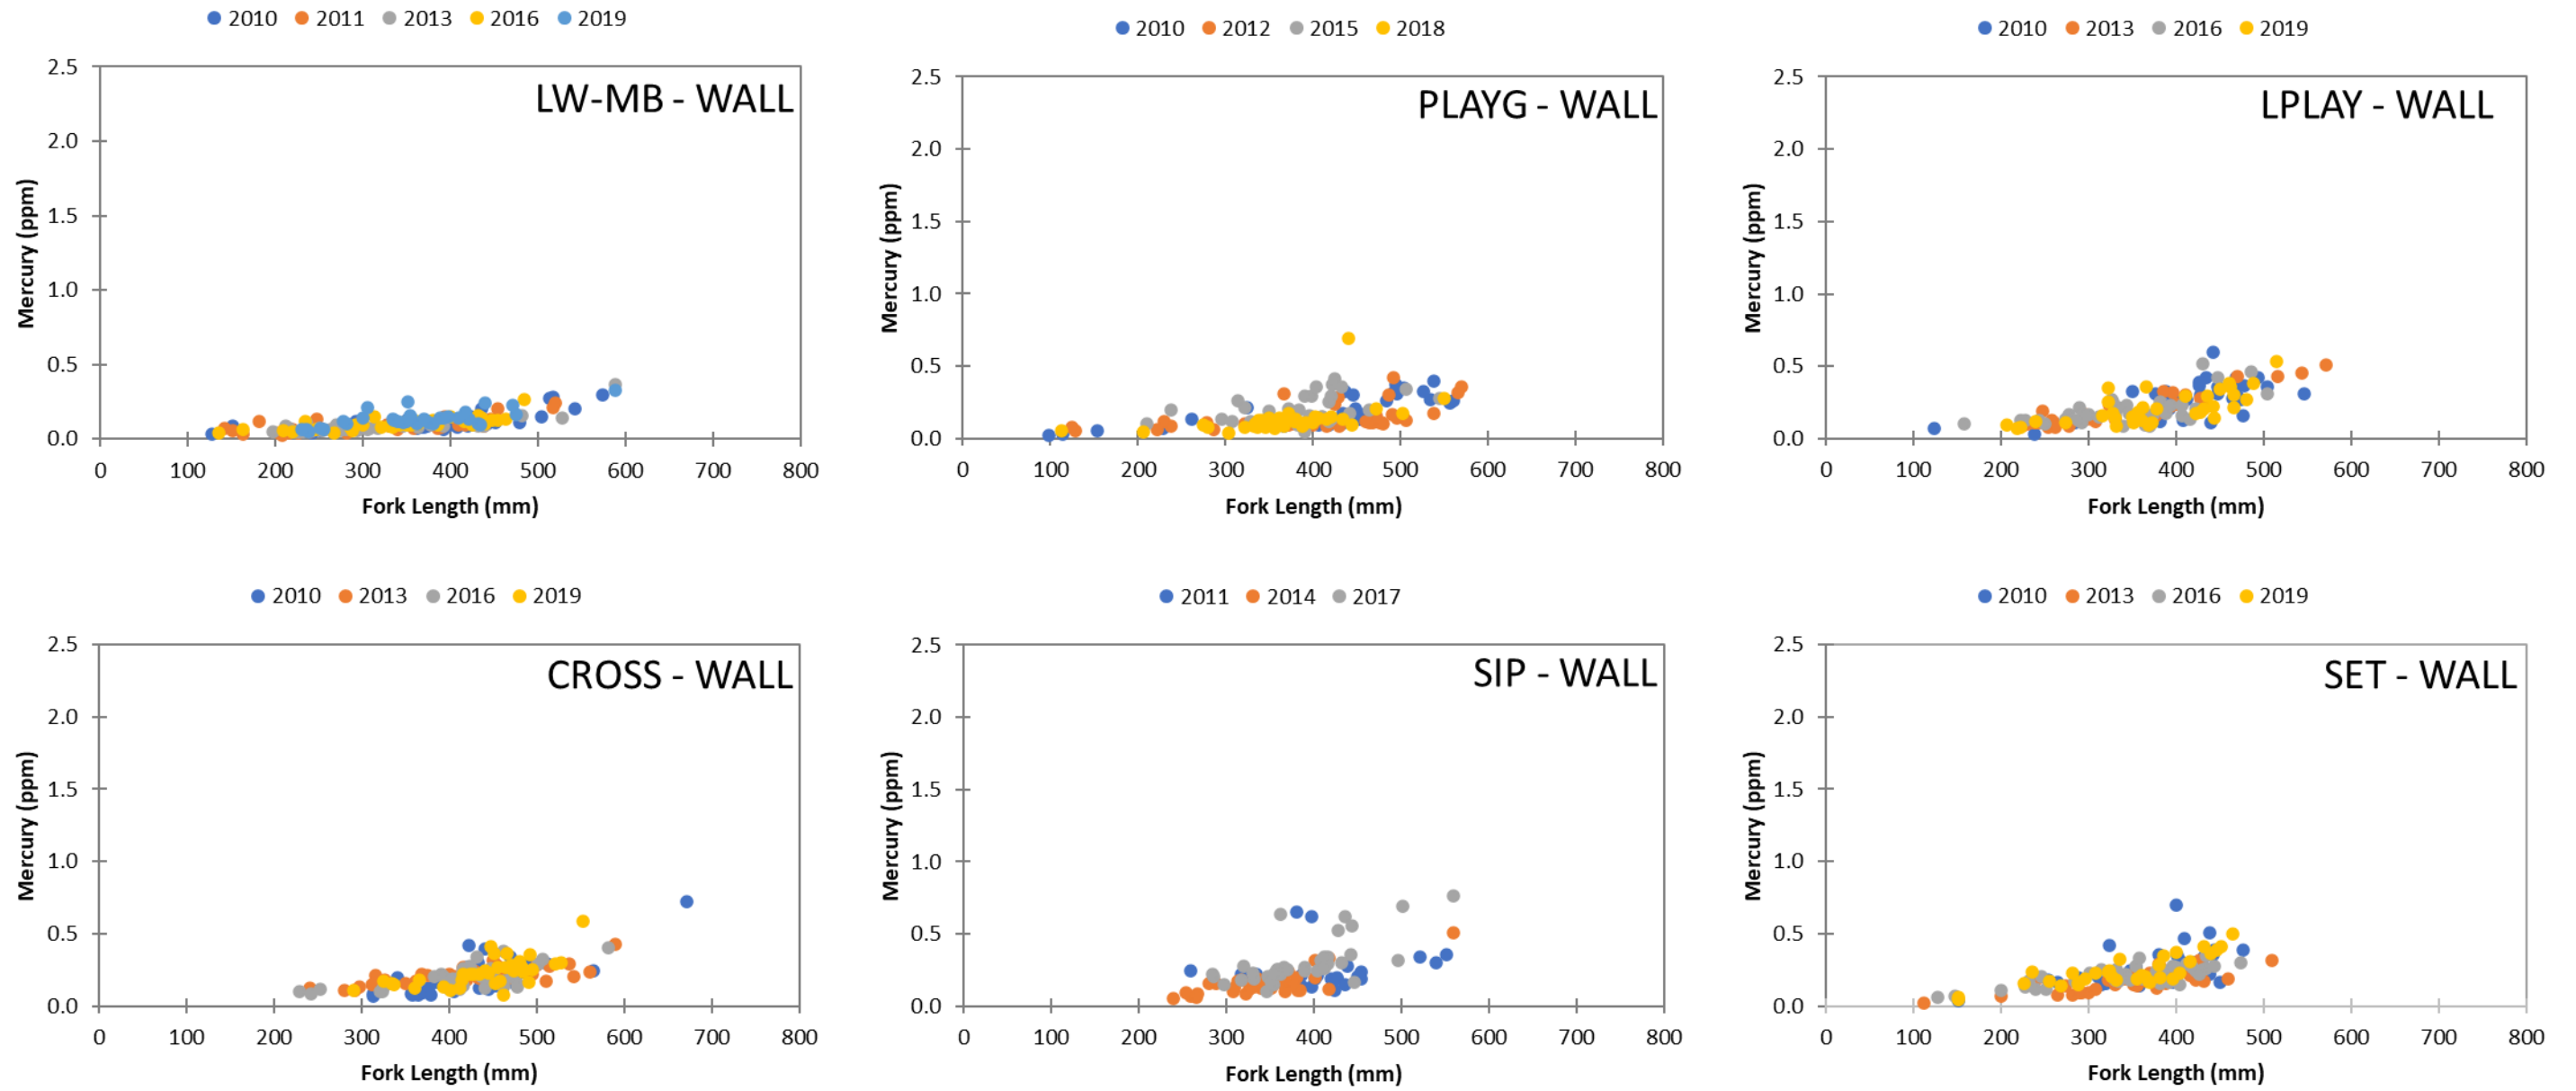 2010 2011 2013 2016 2019
LW-MB - WALL
2.5
2.0
1.5
1.0
0.5
0.0
Mercury (ppm)
0 100 200 300 400 500 600 700 800
Fork Length (mm)
2010 2012 2015 2018
PLAYG - WALL
2.5
2.0
1.5
1.0
0.5
0.0
Mercury (ppm)
0 100 200 300 400 500 600 700 800
Fork Length (mm)
2010 2013 2016 2019
LPLAY - WALL
2.5
2.0
1.5
1.0
0.5
0.0
Mercury (ppm)
0 100 200 300 400 500 600 700 800
Fork Length (mm)
2010 2013 2016 2019
CROSS - WALL
2.5
2.0
1.5
1.0
0.5
0.0
Mercury (ppm)
0 100 200 300 400 500 600 700 800
Fork Length (mm)
2011 2014 2017
SIP - WALL
2.5
2.0
1.5
1.0
0.5
0.0
Mercury (ppm)
0 100 200 300 400 500 600 700 800
Fork Length (mm)
2010 2013 2016 2019
SET - WALL
2.5
2.0
1.5
1.0
0.5
0.0
Mercury (ppm)
0 100 200 300 400 500 600 700 800
Fork Length (mm)